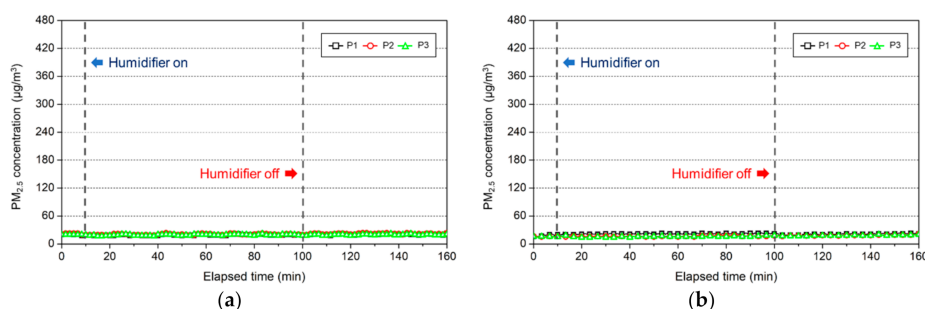 480
420
360
300
240
180
120
60
0
PM2.5 concentration (μg/m³)
P1 P2 P3
Humidifier on
Humidifier off
0 20 40 60 80 100 120 140 160
Elapsed time (min)
(a)
480
420
360
300
240
180
120
60
0
PM2.5 concentration (μg/m³)
P1 P2 P3
Humidifier on
Humidifier off
0 20 40 60 80 100 120 140 160
Elapsed time (min)
(b)